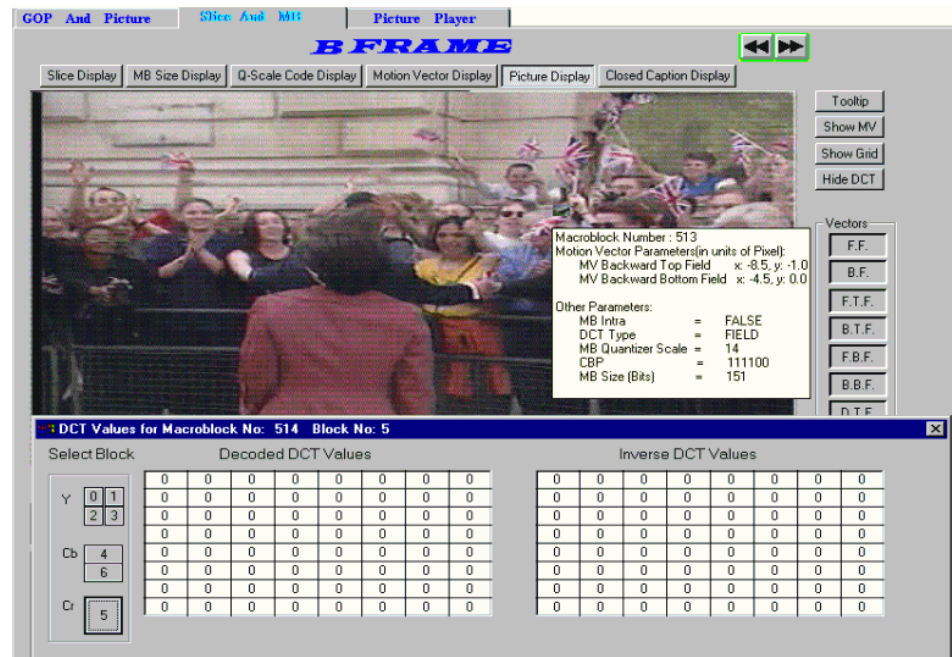 GOP And Picture Slice And MB Picture Player
B FRAME
Slice Display MB Size Display Q-Scale Code Display Motion Vector Display Picture Display Closed Caption Display
Tooltip
Show MV
Show Grid
Hide DCT
Vectors
F.F.
B.F.
F.T.F.
B.T.F.
F.B.F.
B.B.F.
D.T.F.
Macroblock Number : 513
Motion Vector Parameters(in units of Pixel):
MV Backward Top Field x: -8.5, y: -1.0
MV Backward Bottom Field x: -4.5, y: 0.0
Other Parameters:
MB Intra = FALSE
DCT Type = FIELD
MB Quantizer Scale = 14
CBP = 111100
MB Size (Bits) = 151
DCT Values for Macroblock No: 514 Block No: 5
Select Block Decoded DCT Values Inverse DCT Values
Y 0 1
2 3
Cb 4
6
Cr 5
0 0 0 0 0 0 0 0 0 0 0 0 0 0 0 0
0 0 0 0 0 0 0 0 0 0 0 0 0 0 0 0
0 0 0 0 0 0 0 0 0 0 0 0 0 0 0 0
0 0 0 0 0 0 0 0 0 0 0 0 0 0 0 0
0 0 0 0 0 0 0 0 0 0 0 0 0 0 0 0
0 0 0 0 0 0 0 0 0 0 0 0 0 0 0 0
0 0 0 0 0 0 0 0 0 0 0 0 0 0 0 0
0 0 0 0 0 0 0 0 0 0 0 0 0 0 0 0